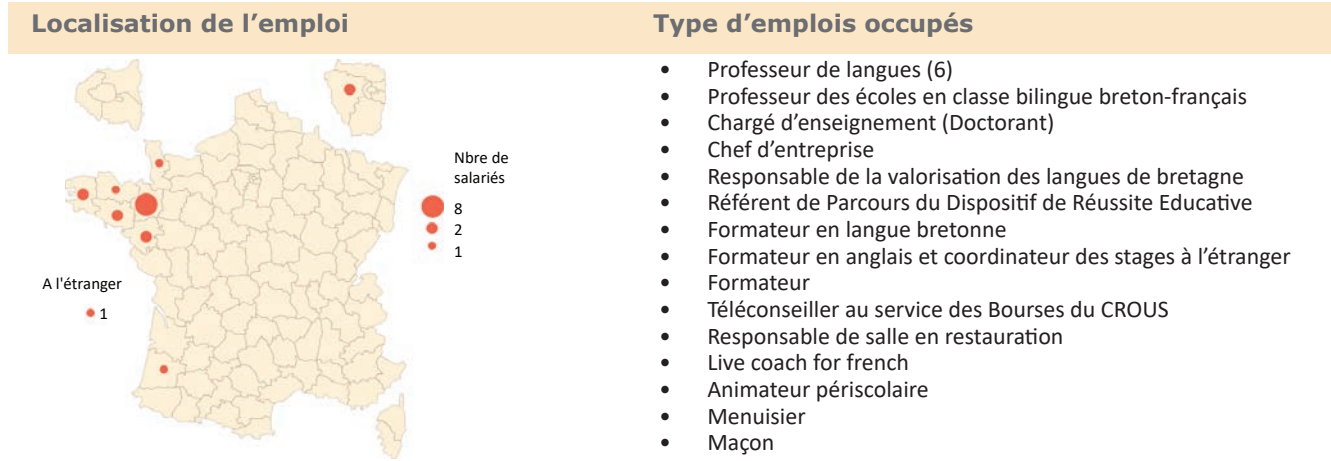 Localisation de l'emploi
Nbre de
salariés
8
2
1
A l'étranger
1
Type d'emplois occupés
• Professeur de langues (6)
• Professeur des écoles en classe bilingue breton-français
• Chargé d'enseignement (Doctorant)
• Chef d'entreprise
• Responsable de la valorisation des langues de bretagne
• Référent de Parcours du Dispositif de Réussite Educative
• Formateur en langue bretonne
• Formateur en anglais et coordinateur des stages à l'étranger
• Formateur
• Téléconseiller au service des Bourses du CROUS
• Responsable de salle en restauration
• Live coach for french
• Animateur périscolaire
• Menuisier
• Maçon